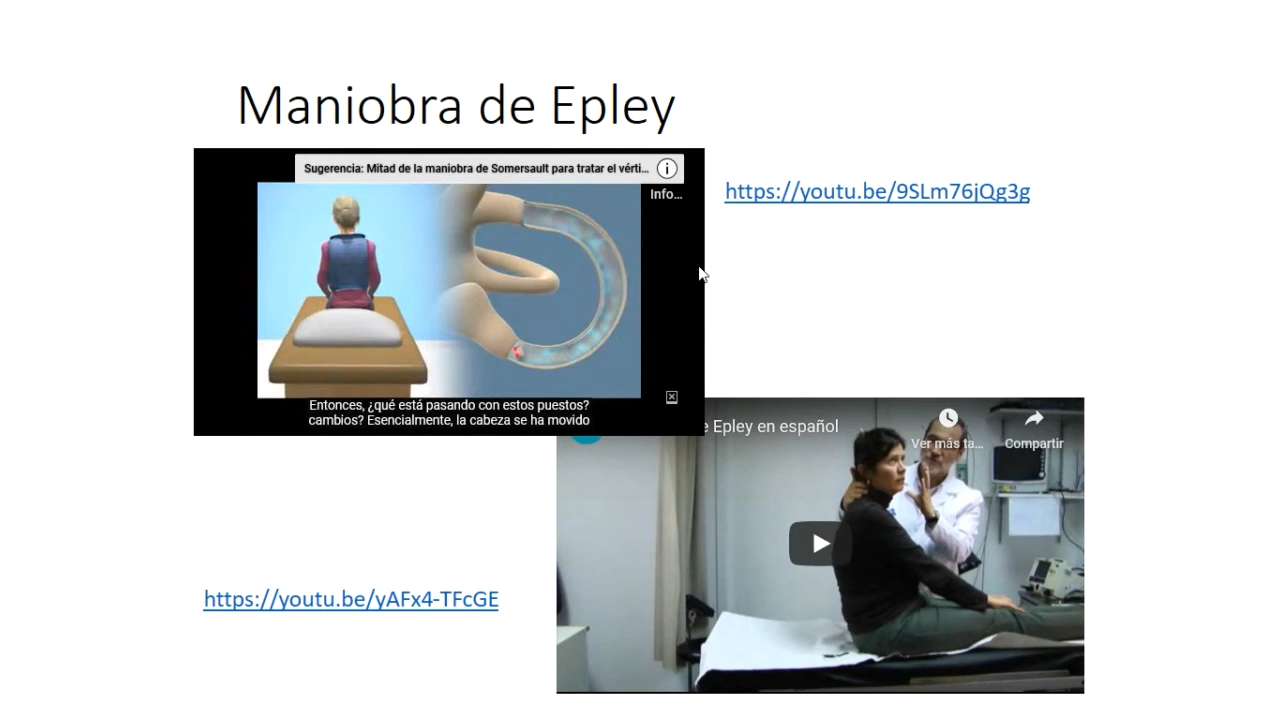 Maniobra de Epley
Sugerencia: Mitad de la maniobra de Somersault para tratar el vérti...
Info...
https://youtu.be/9SLm76jQg3g
Entonces, ¿qué está pasando con estos puestos?
cambios? Esencialmente, la cabeza se ha movido
e Epley en español
Ver más ta...
Compartir
https://youtu.be/yAFx4-TFcGE